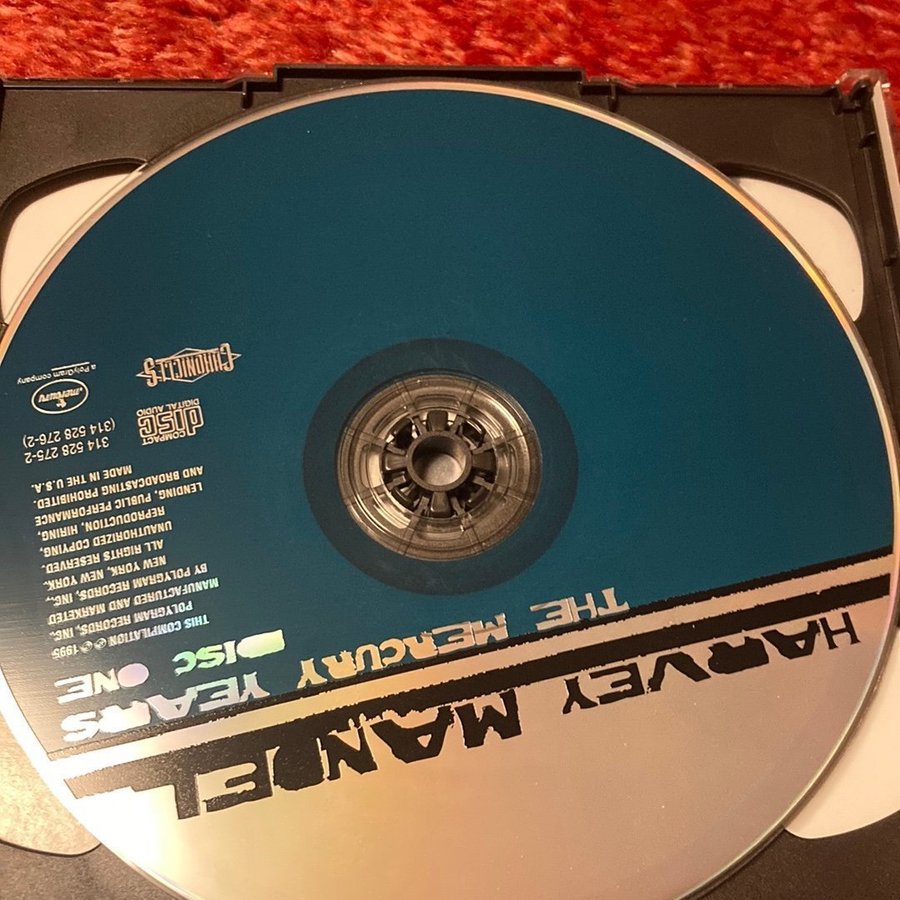 HARVEY MANDEL
THE MERCURY YEARS
DISC ONE
THIS COMPILATION ℗ © 1995
POLYGRAM RECORDS, INC.
MANUFACTURED AND MARKETED
BY POLYGRAM RECORDS, INC.,
NEW YORK, NEW YORK.
ALL RIGHTS RESERVED.
UNAUTHORIZED COPYING,
REPRODUCTION, HIRING,
LENDING, PUBLIC PERFORMANCE
AND BROADCASTING PROHIBITED.
MADE IN THE U.S.A.
314 528 275-2
(314 528 276-2)
COMPACT
disc
DIGITAL AUDIO
mercury
a PolyGram company
CHRONICLES